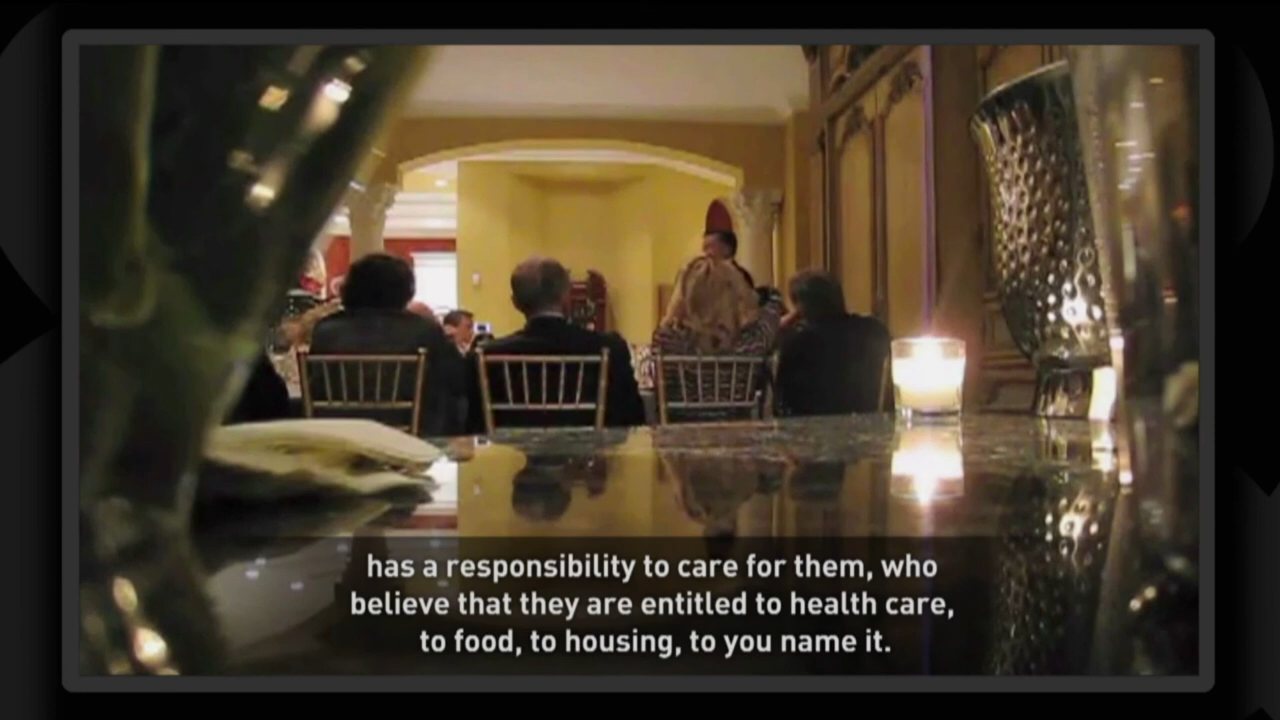 has a responsibility to care for them, who
believe that they are entitled to health care,
to food, to housing, to you name it.